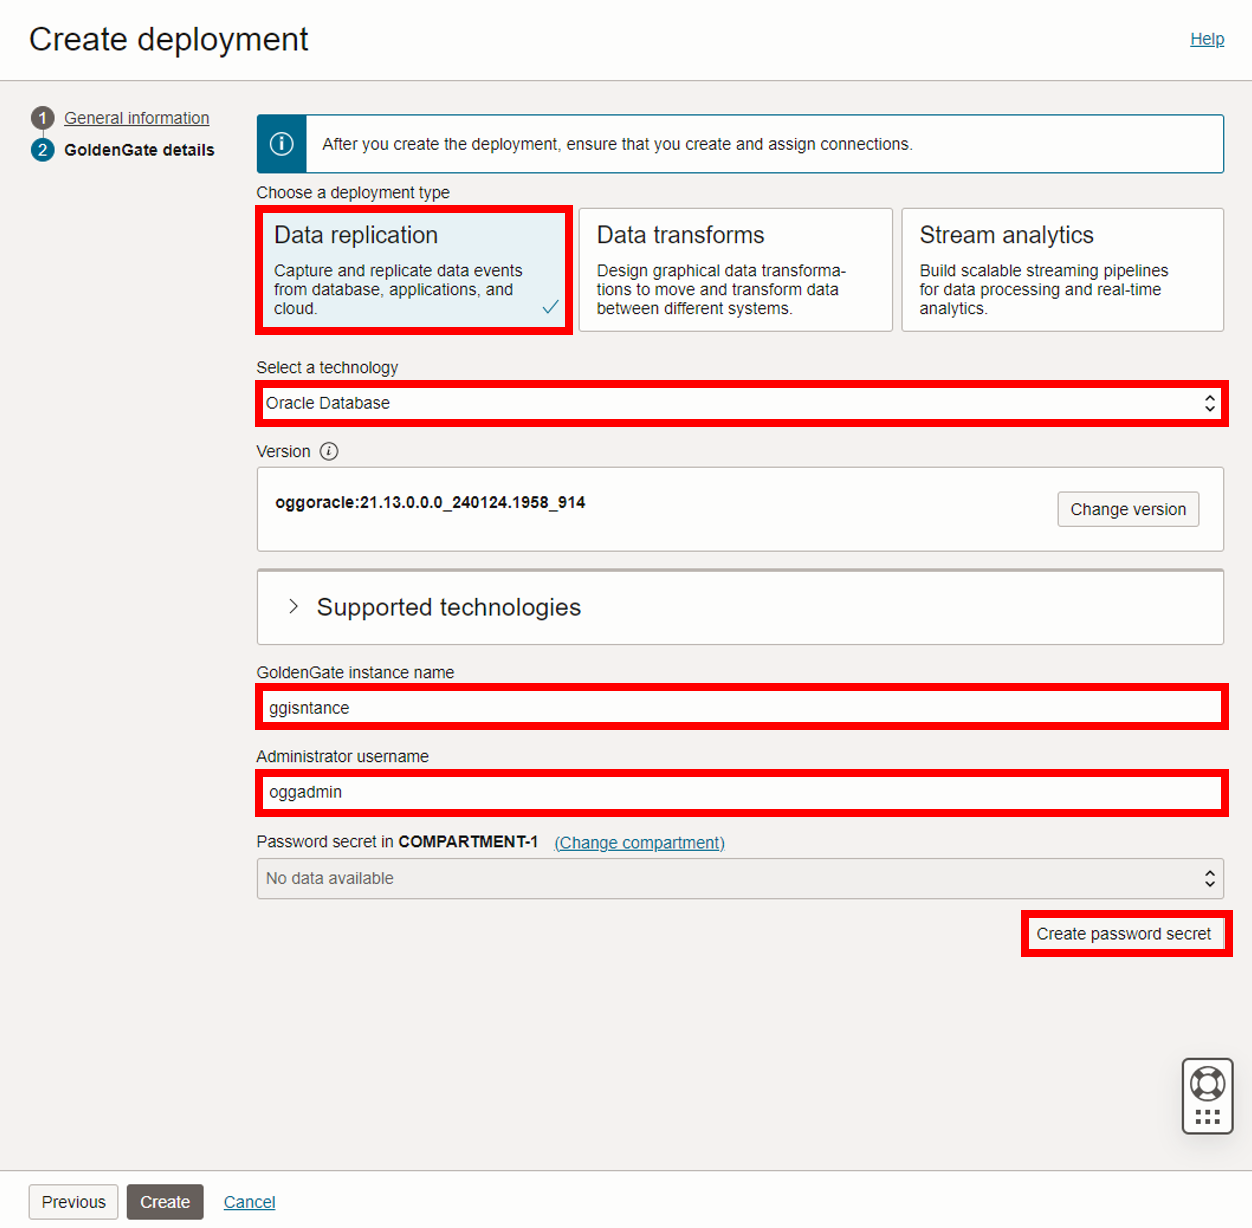 Create deployment
Help
1 General information
2 GoldenGate details
After you create the deployment, ensure that you create and assign connections.
Choose a deployment type
Data replication
Capture and replicate data events
from database, applications, and
cloud.
Data transforms
Design graphical data transforma-
tions to move and transform data
between different systems.
Stream analytics
Build scalable streaming pipelines
for data processing and real-time
analytics.
Select a technology
Oracle Database
Version
oggoracle:21.13.0.0.0_240124.1958_914
Change version
Supported technologies
GoldenGate instance name
ggisntance
Administrator username
oggadmin
Password secret in COMPARTMENT-1 (Change compartment)
No data available
Create password secret
Previous
Create
Cancel